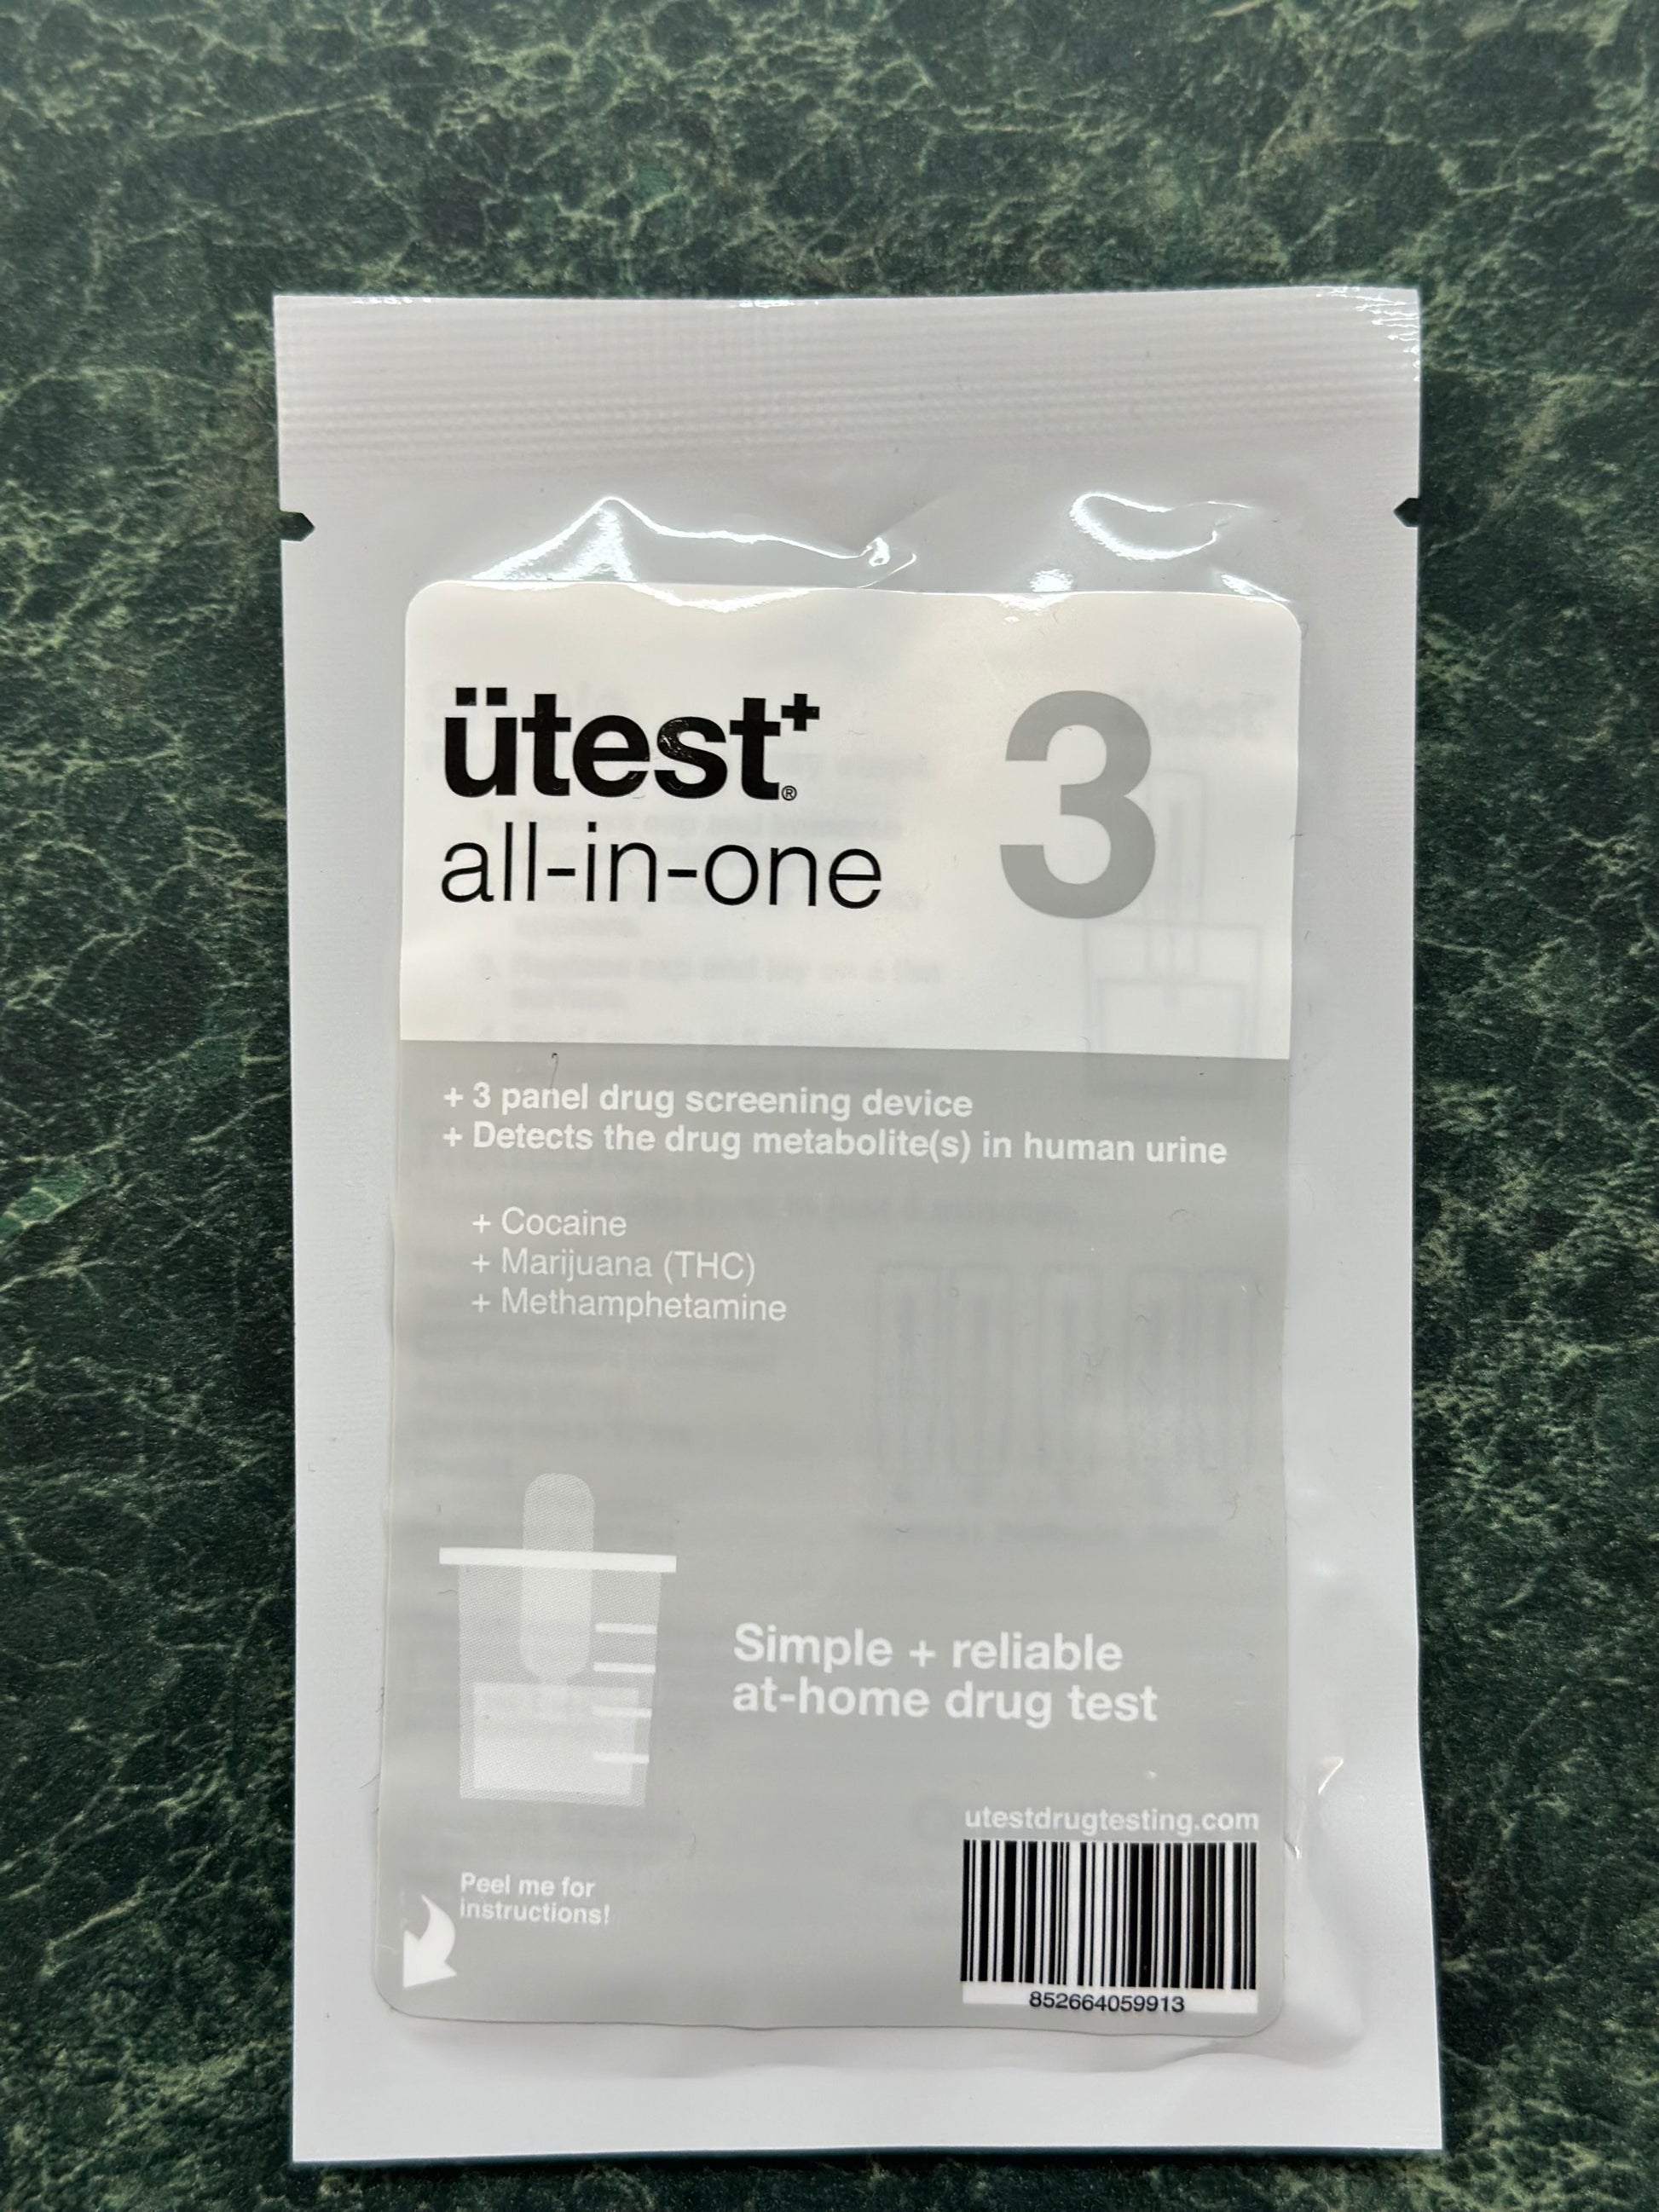 ütest+®
all-in-one
3
+ 3 panel drug screening device
+ Detects the drug metabolite(s) in human urine
+ Cocaine
+ Marijuana (THC)
+ Methamphetamine
Simple + reliable
at-home drug test
utestdrugtesting.com
Peel me for
instructions!
852664059913